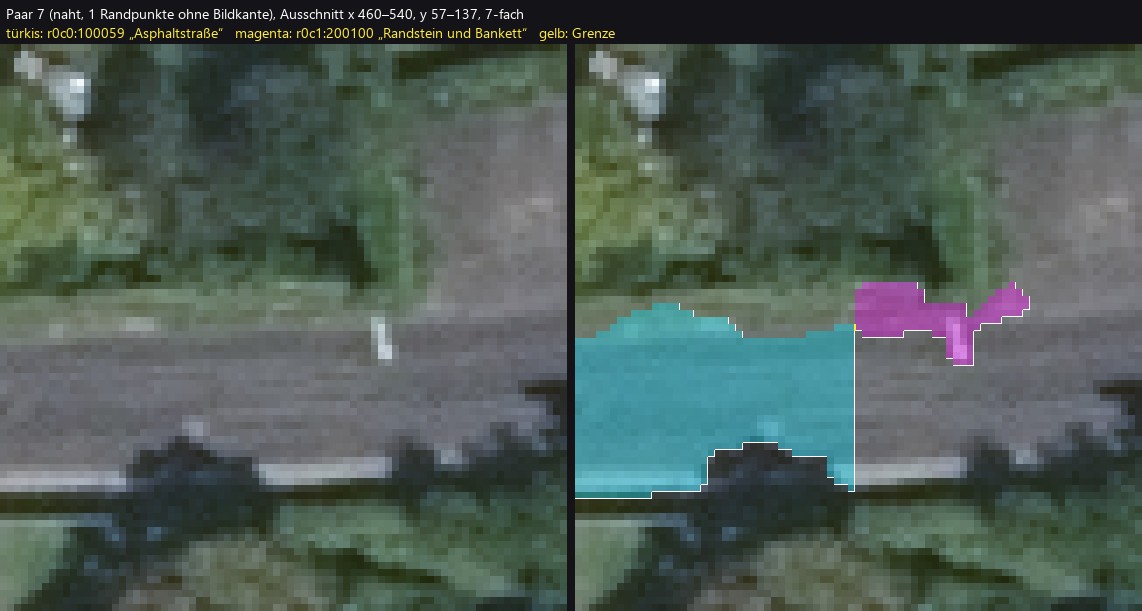 Paar 7 (naht, 1 Randpunkte ohne Bildkante), Ausschnitt x 460–540, y 57–137, 7-fach
türkis: r0c0:100059 „Asphaltstraße“   magenta: r0c1:200100 „Randstein und Bankett“   gelb: Grenze